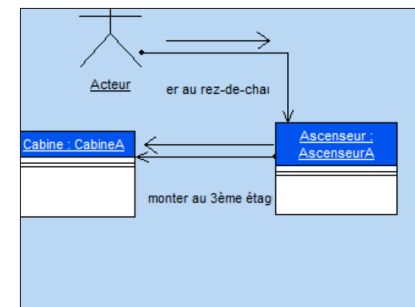 Acteur
er au rez-de-chau
Cabine : CabineA
Ascenseur :
AscenseurA
monter au 3ème étag